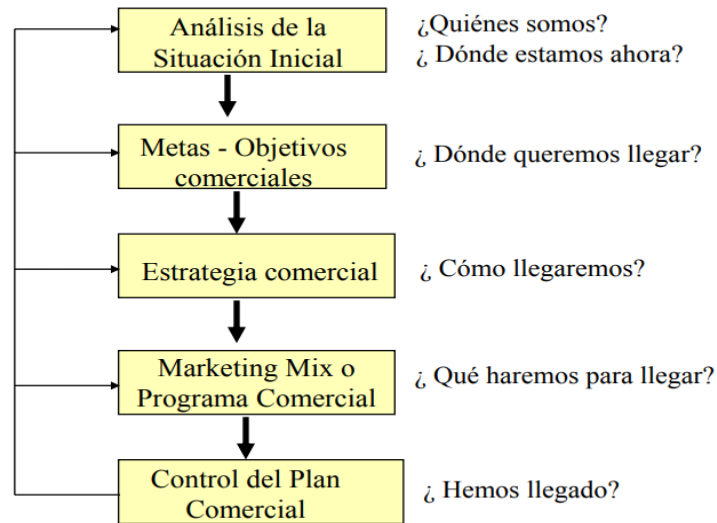 Análisis de la
Situación Inicial
¿Quiénes somos?
¿ Dónde estamos ahora?
Metas - Objetivos
comerciales
¿ Dónde queremos llegar?
Estrategia comercial
¿ Cómo llegaremos?
Marketing Mix o
Programa Comercial
¿ Qué haremos para llegar?
Control del Plan
Comercial
¿ Hemos llegado?